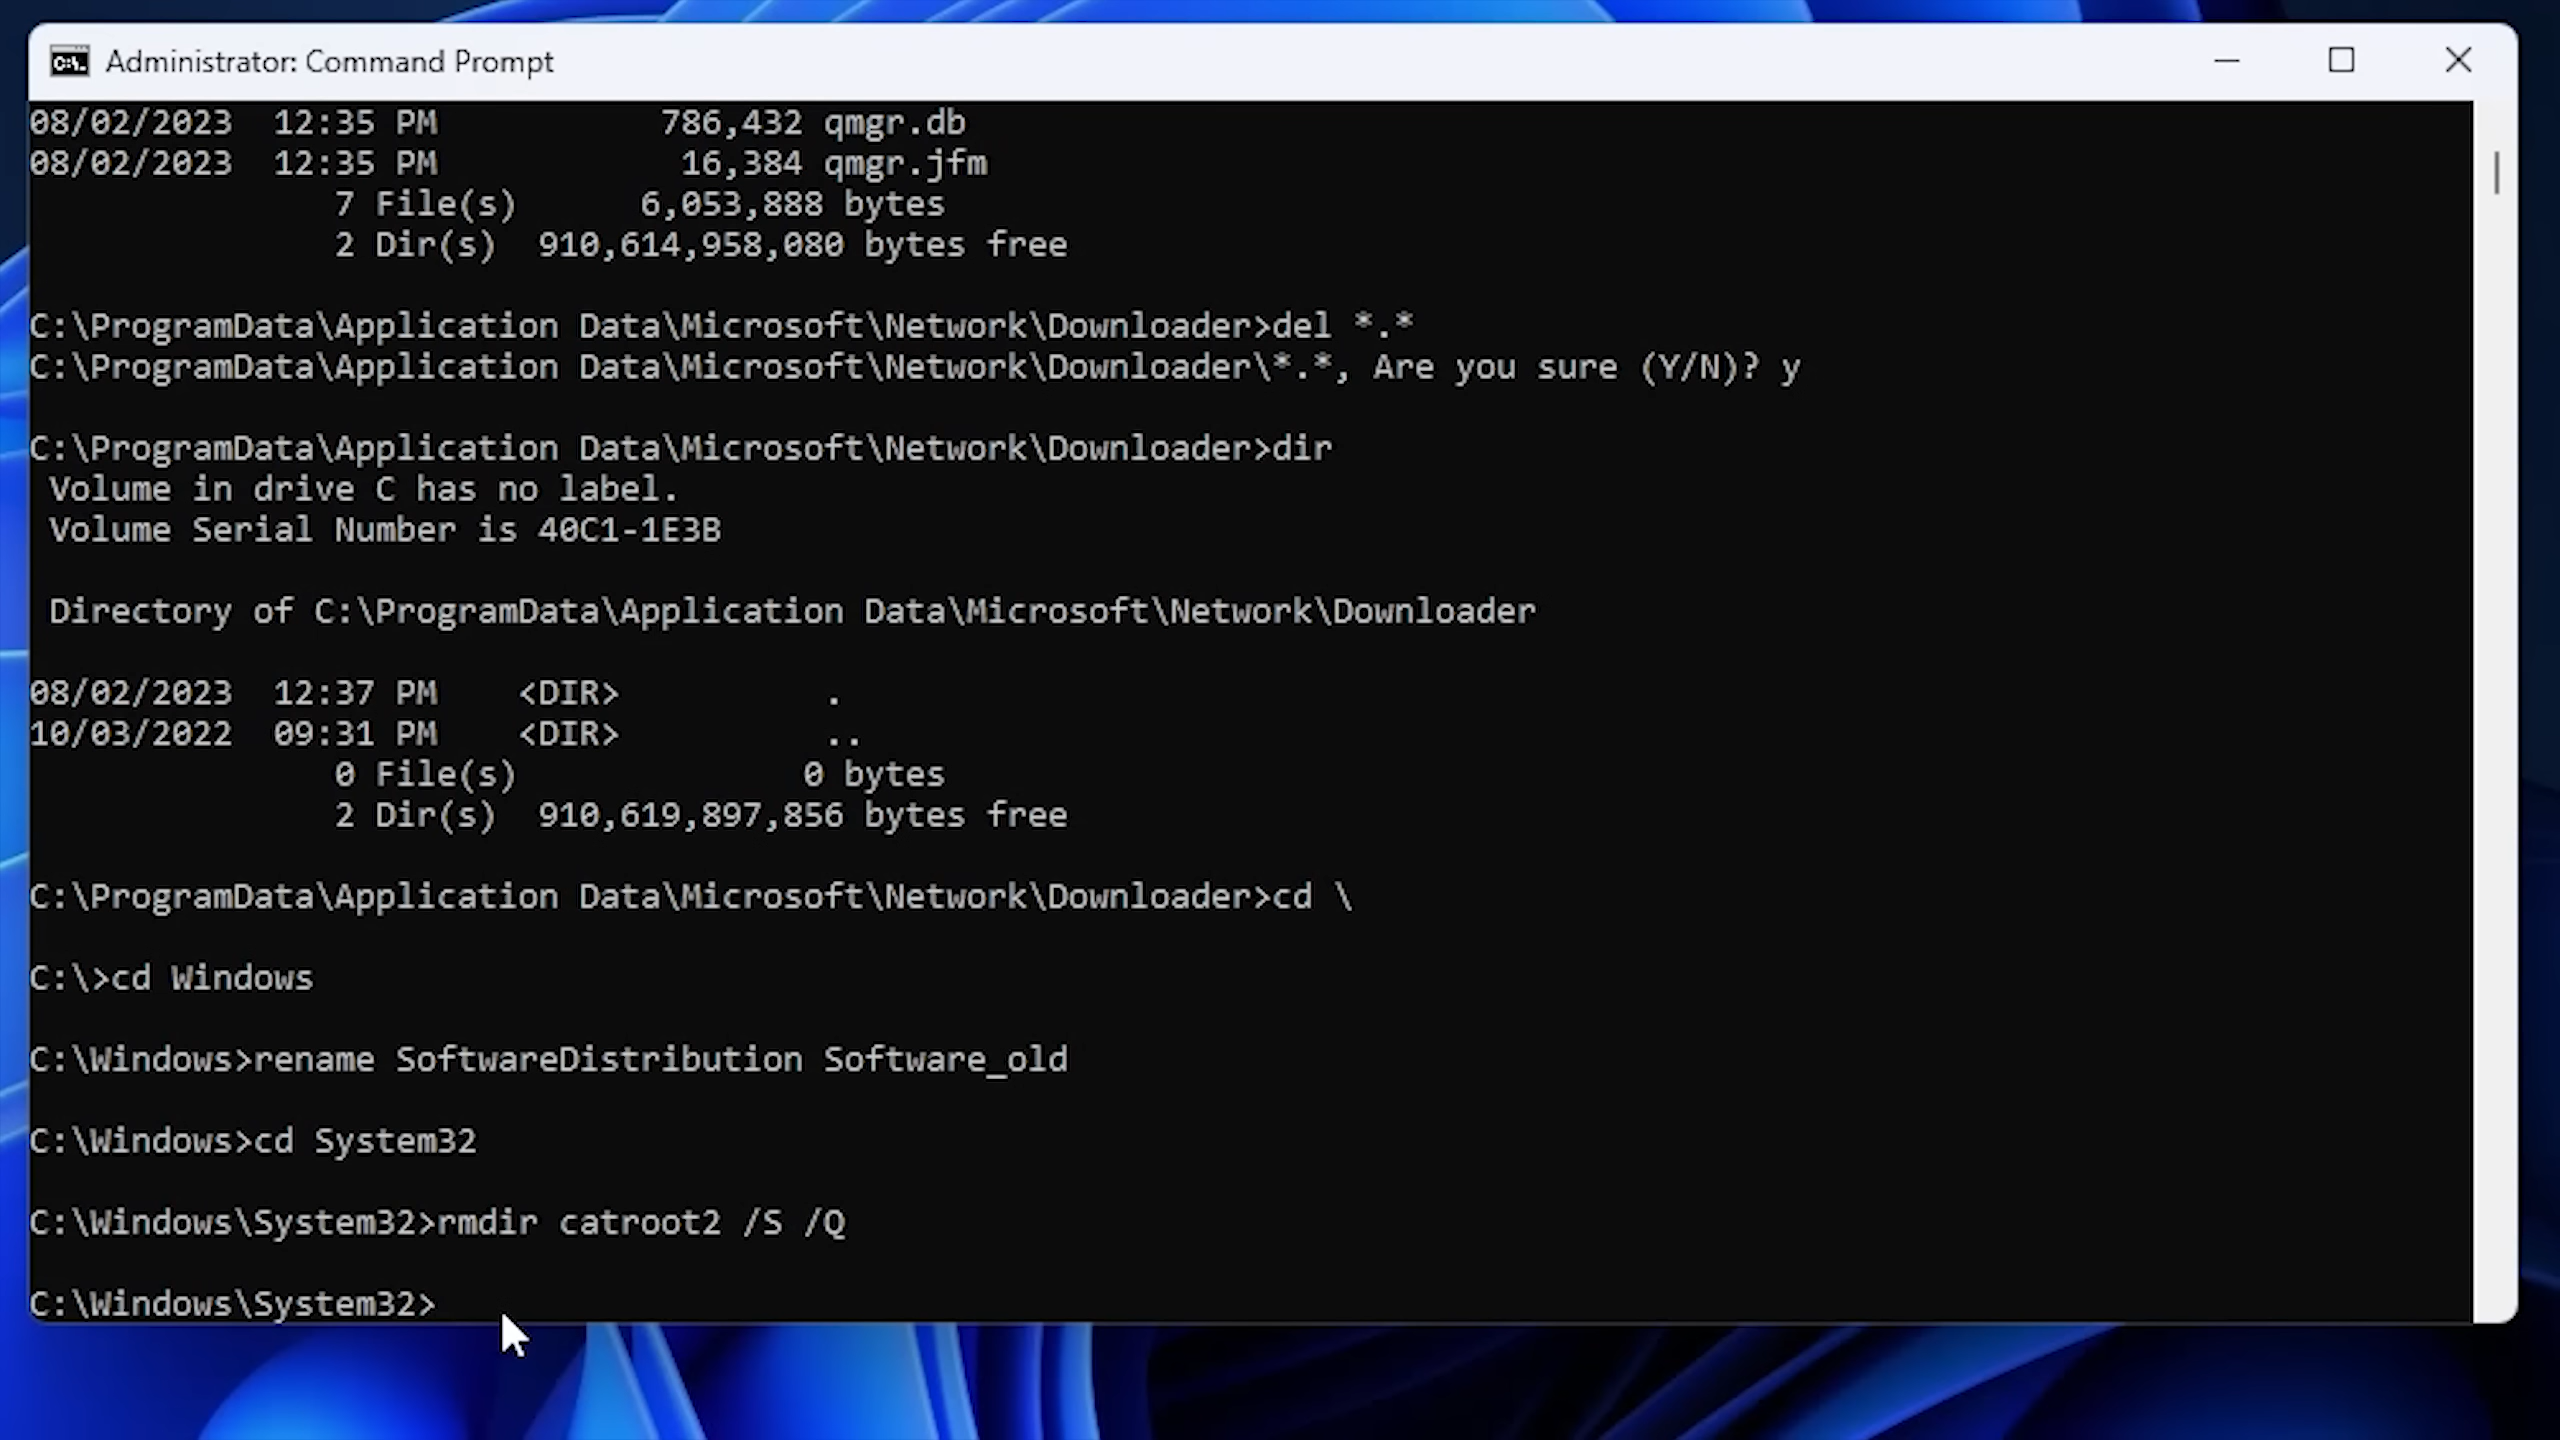 Administrator: Command Prompt
08/02/2023  12:35 PM           786,432 qmgr.db
08/02/2023  12:35 PM            16,384 qmgr.jfm
               7 File(s)      6,053,888 bytes
               2 Dir(s)  910,614,958,080 bytes free
C:\ProgramData\Application Data\Microsoft\Network\Downloader>del *.*
C:\ProgramData\Application Data\Microsoft\Network\Downloader\*.*, Are you sure (Y/N)? y
C:\ProgramData\Application Data\Microsoft\Network\Downloader>dir
 Volume in drive C has no label.
 Volume Serial Number is 40C1-1E3B
 Directory of C:\ProgramData\Application Data\Microsoft\Network\Downloader
08/02/2023  12:37 PM    <DIR>          .
10/03/2022  09:31 PM    <DIR>          ..
               0 File(s)              0 bytes
               2 Dir(s)  910,619,897,856 bytes free
C:\ProgramData\Application Data\Microsoft\Network\Downloader>cd \
C:\>cd Windows
C:\Windows>rename SoftwareDistribution Software_old
C:\Windows>cd System32
C:\Windows\System32>rmdir catroot2 /S /Q
C:\Windows\System32>